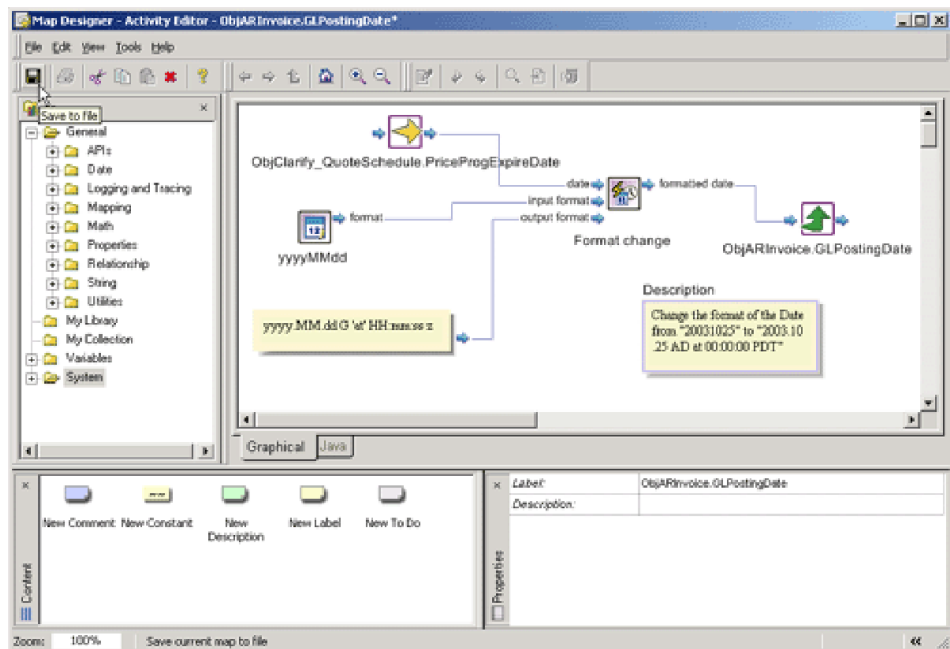 Map Designer - Activity Editor - ObjARInvoice.GLPostingDate*
File Edit View Tools Help
Save to file
General
APIs
Date
Logging and Tracing
Mapping
Math
Properties
Relationship
String
Utilities
My Library
My Collection
Variables
System
ObjClarify_QuoteSchedule.PriceProgExpireDate
date
input format
output format
formatted date
Format change
format
yyyyMMdd
ObjARInvoice.GLPostingDate
yyyy.MM.dd G 'at' HH:mm:ss z
Description
Change the format of the Date
from "20031025" to "2003.10
.25 AD at 00:00:00 PDT"
Graphical Java
New Comment New Constant New Description New Label New To Do
Content
Label: ObjARInvoice.GLPostingDate
Description:
Properties
Zoom: 100% Save current map to file